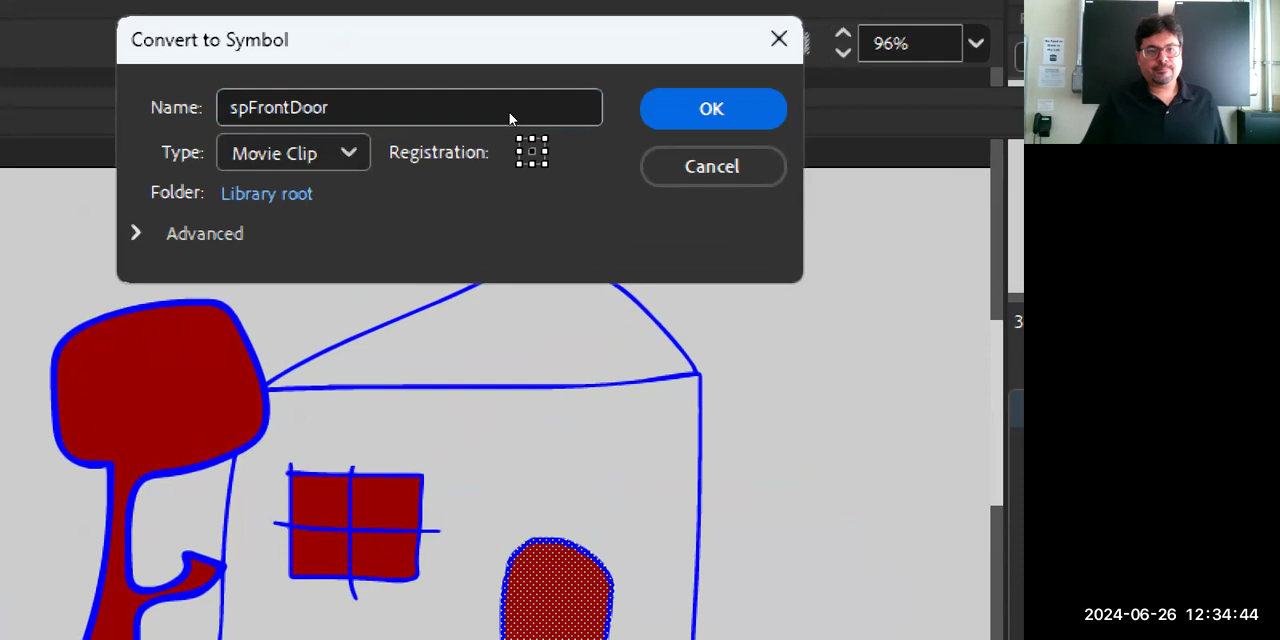 Convert to Symbol
96%
Name: spFrontDoor
OK
Type: Movie Clip Registration:
Cancel
Folder: Library root
Advanced
3
2024-06-26 12:34:44